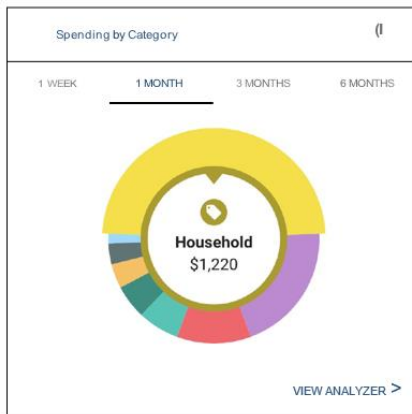 Spending by Category
1 WEEK 1 MONTH 3 MONTHS 6 MONTHS
Household
$1,220
VIEW ANALYZER >